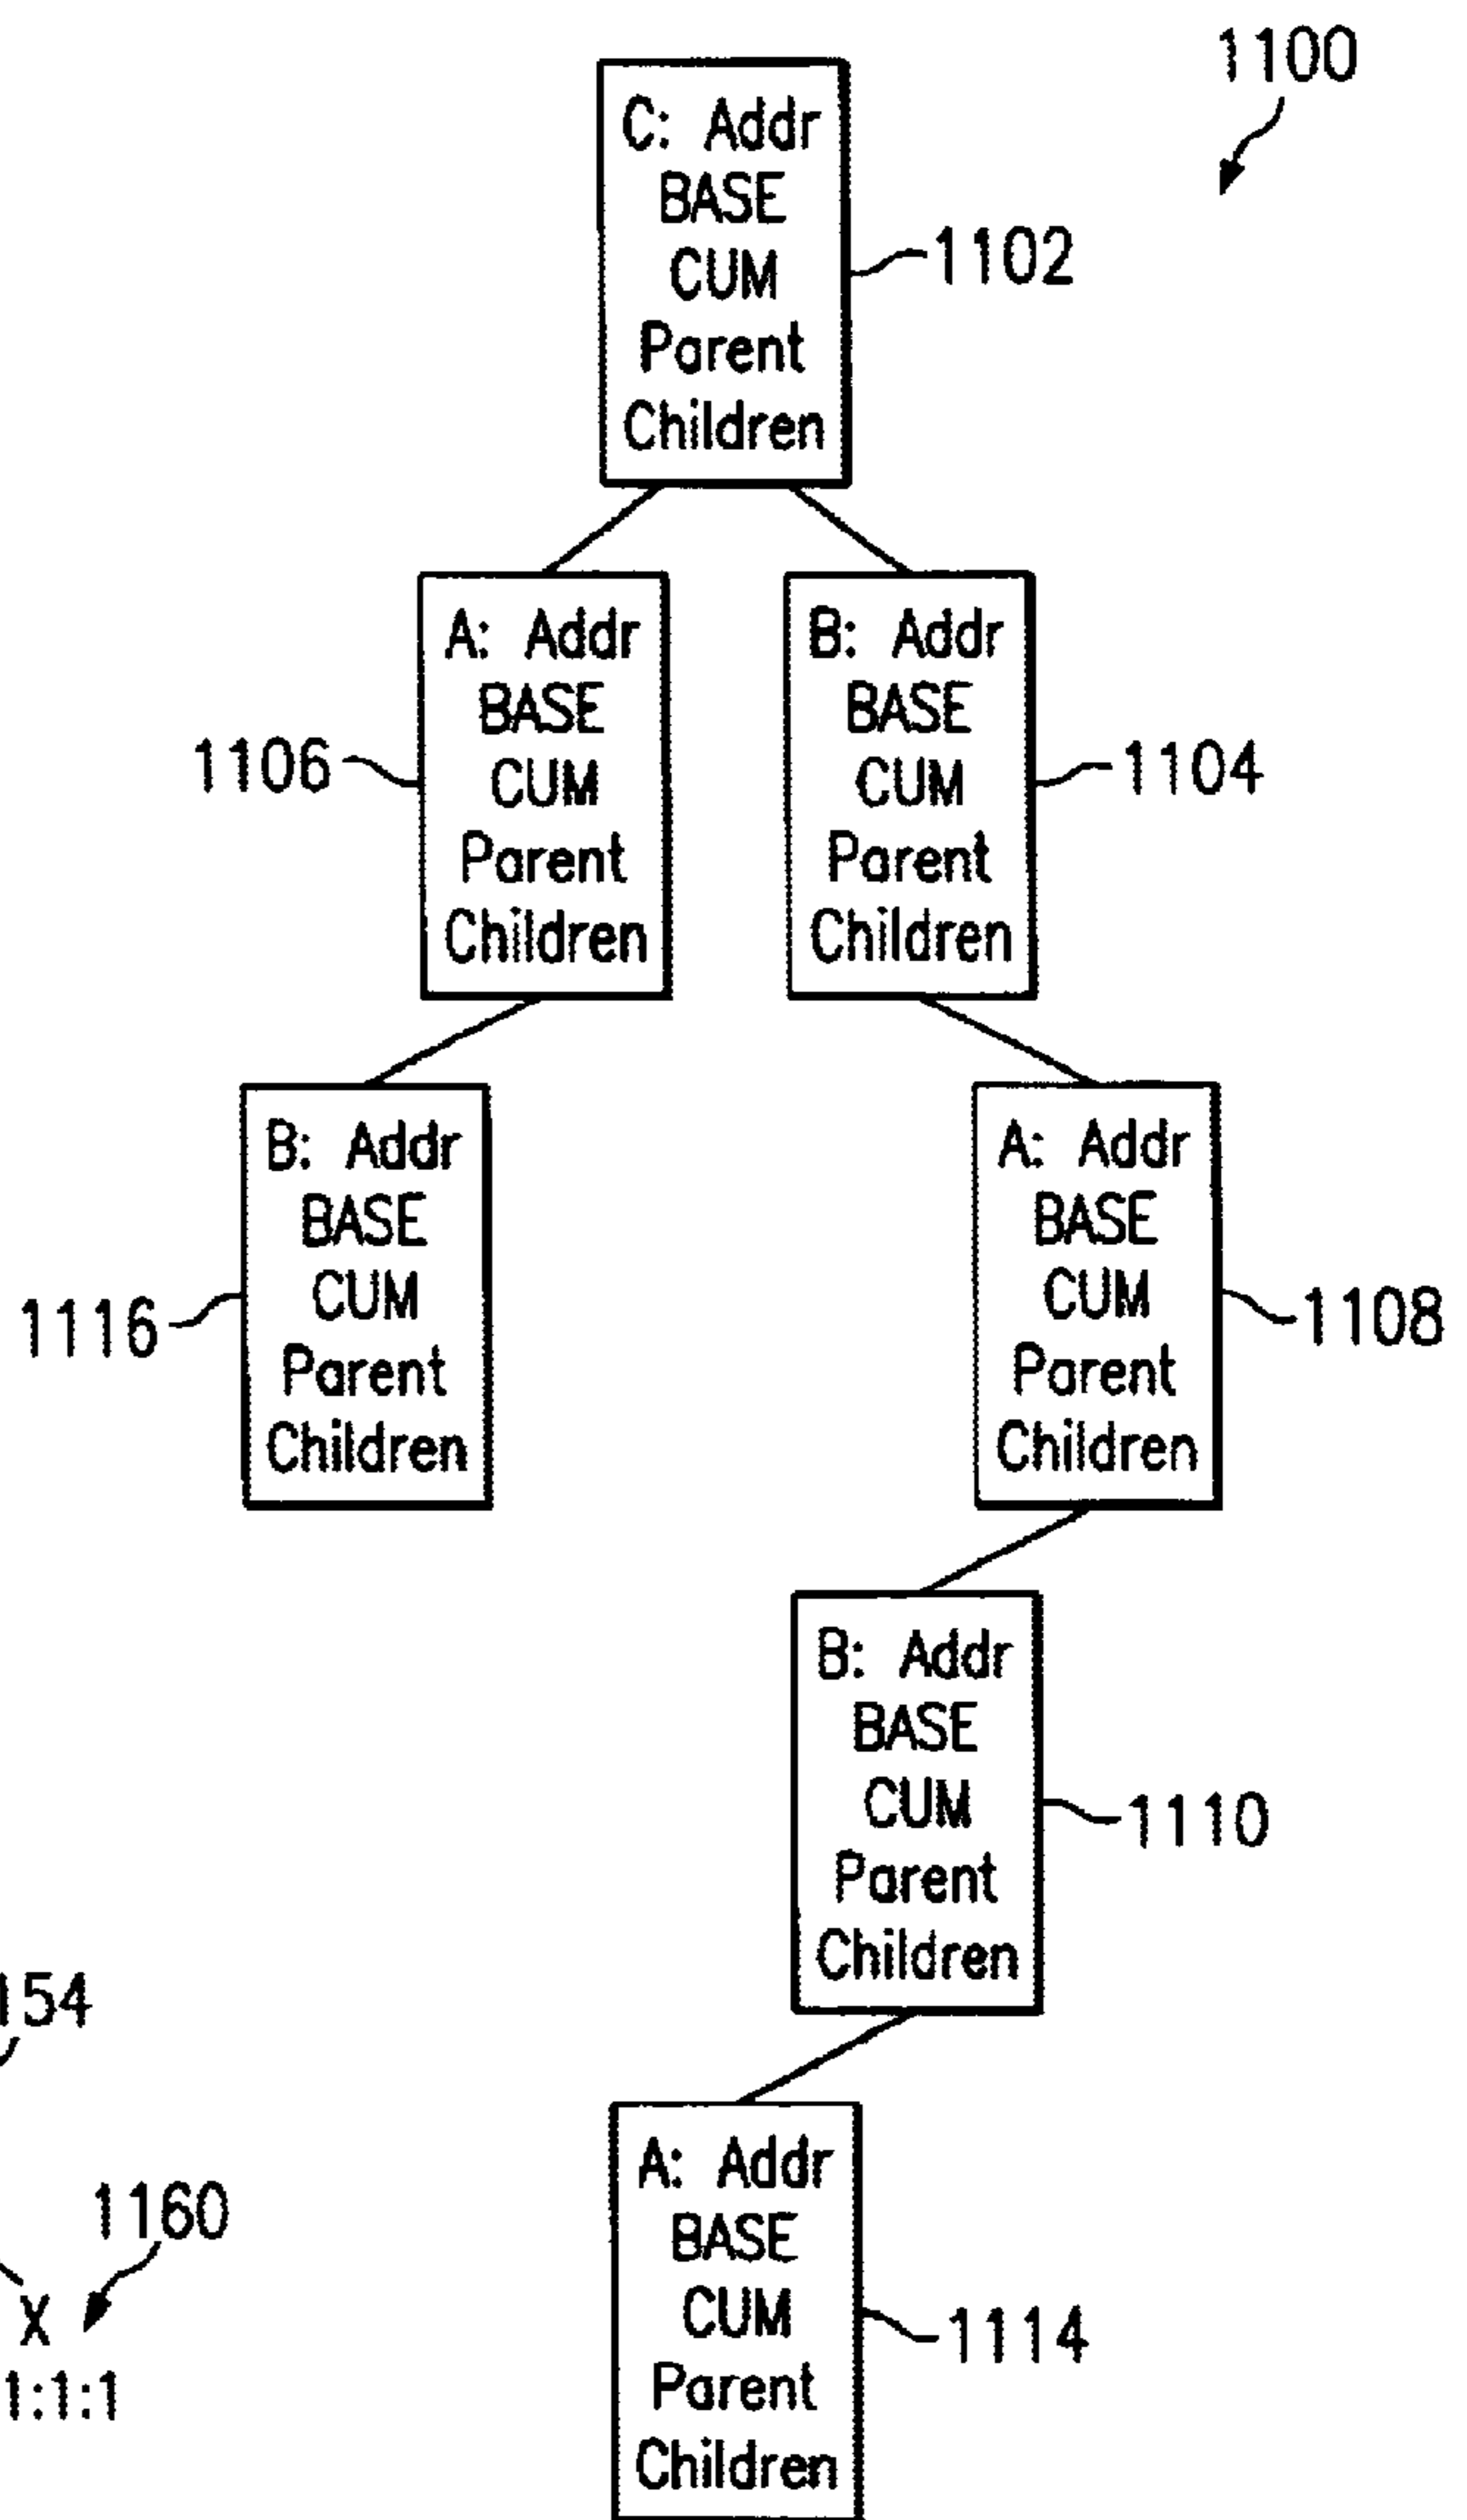 1100
C: Addr
BASE
CUM
Parent
Children
1102
A: Addr
BASE
CUM
Parent
Children
1106
B: Addr
BASE
CUM
Parent
Children
1104
B: Addr
BASE
CUM
Parent
Children
1116
A: Addr
BASE
CUM
Parent
Children
1108
B: Addr
BASE
CUM
Parent
Children
1110
154
1160
X
1:1:1
A: Addr
BASE
CUM
Parent
Children
1114